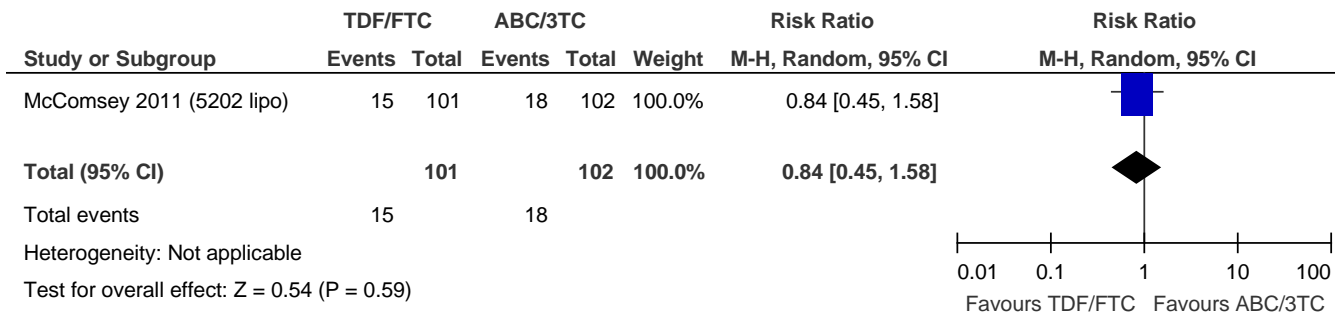 TDF/FTC ABC/3TC Risk Ratio Risk Ratio
Study or Subgroup Events Total Events Total Weight M-H, Random, 95% CI M-H, Random, 95% CI
McComsey 2011 (5202 lipo) 15 101 18 102 100.0% 0.84 [0.45, 1.58]
Total (95% CI) 101 102 100.0% 0.84 [0.45, 1.58]
Total events 15 18
Heterogeneity: Not applicable
Test for overall effect: Z = 0.54 (P = 0.59)
0.01 0.1 1 10 100
Favours TDF/FTC Favours ABC/3TC